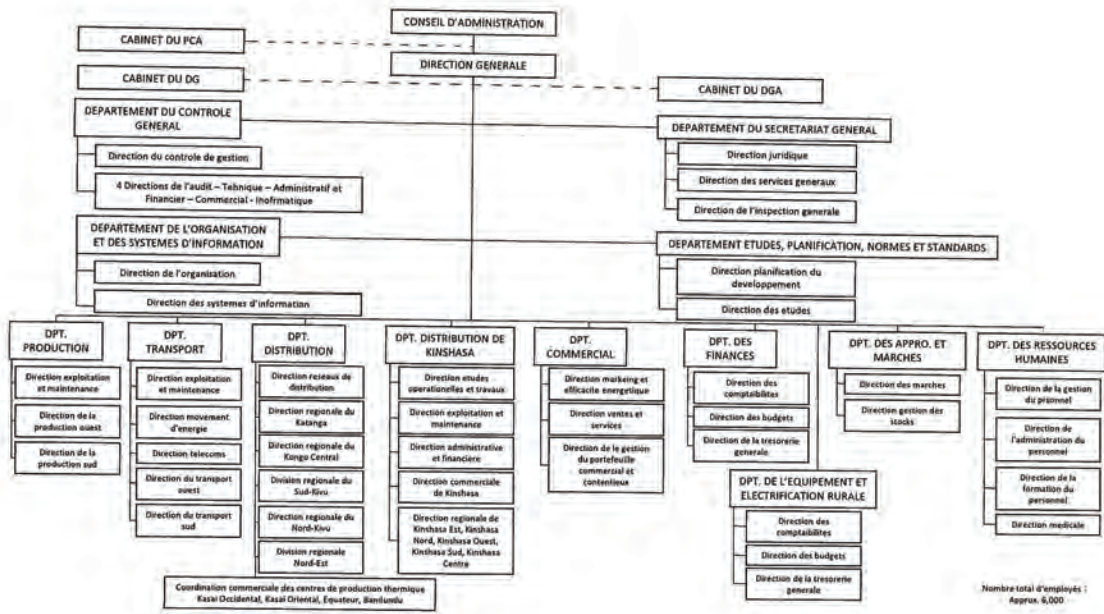 CONSEIL D'ADMINISTRATION
CABINET DU PCA
DIRECTION GENERALE
CABINET DU DG
CABINET DU DGA
DEPARTEMENT DU CONTROLE
GENERAL
Direction du controle de gestion
4 Directions de l'audit – Tehnique – Administratif et
Financier – Commercial - Inofrmatique
DEPARTEMENT DU SECRETARIAT GENERAL
Direction juridique
Direction des services generaux
Direction de l'inspection generale
DEPARTEMENT DE L'ORGANISATION
ET DES SYSTEMES D'INFORMATION
Direction de l'organisation
Direction des systemes d'information
DEPARTEMENT ETUDES, PLANIFICATION, NORMES ET STANDARDS
Direction planification du
developpement
Direction des etudes
DPT.
PRODUCTION
Direction exploitation
et maintenance
Direction de la
production ouest
Direction de la
production sud
DPT.
TRANSPORT
Direction exploitation
et maintenance
Direction movement
d'energie
Direction telecoms
Direction du transport
ouest
Direction du transport
sud
DPT.
DISTRIBUTION
Direction reseaus de
distribution
Direction regionale du
Katanga
Direction regionale du
Kongo Central
Division regionale du
Sud-Kivu
Direction regionale du
Nord-Kivu
Division regionale
Nord-Est
Coordination commerciale des centres de production thermique
Kasai Occidental, Kasai Oriental, Equateur, Bandundu
DPT. DISTRIBUTION DE
KINSHASA
Direction etudes
operationelles et travaux
Direction exploitation et
maintenance
Direction administrative
et financière
Direction commerciale
de Kinshasa
Direction regionale de
Kinshasa Est, Kinshasa
Nord, Kinshasa Ouest,
Kinshasa Sud, Kinshasa
Centre
DPT.
COMMERCIAL
Direction markeing et
efficacite energetique
Direction ventes et
services
Direction de le gestion
du portefeuille
commercial et
contentieux
DPT. DES
FINANCES
Direction des
comptabilites
Direction des budgets
Direction de la tresorerie
generale
DPT. DE L'EQUIPEMENT ET
ELECTRIFICATION RURALE
Direction des
comptabilites
Direction des budgets
Direction de la tresorerie
generale
DPT. DES APPRO. ET
MARCHES
Direction des marches
Direction gestion des
stocks
DPT. DES RESSOURCES
HUMAINES
Direction de la gestion
du prsonnel
Direction de
l'administration du
personnel
Direction de la
formation du
personnel
Direction medicale
Nombre total d'employés :
Approx. 6,000